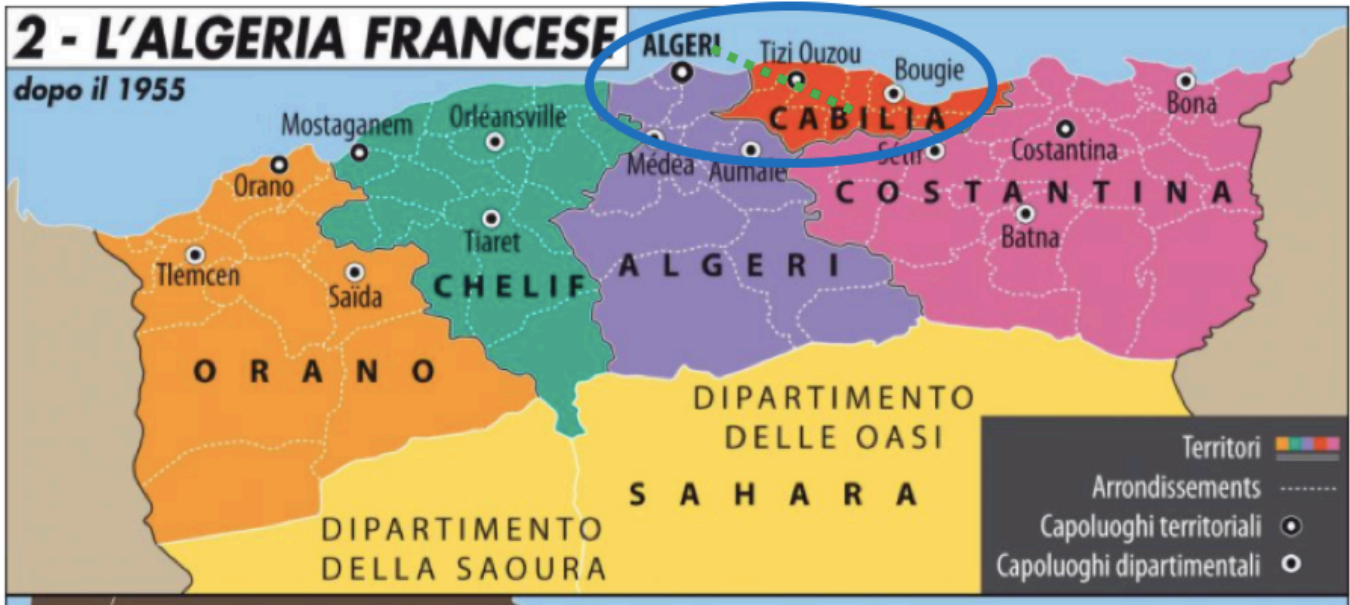 2 - L'ALGERIA FRANCESE
dopo il 1955
ALGERI
Tizi Ouzou
Bougie
Bona
Mostaganem
Orléansville
CABILIA
Costantina
Orano
Médéa
Aumale
Sétif
COSTANTINA
Tlemcen
Tiaret
Batna
Saïda
CHELIF
ALGERI
ORANO
DIPARTIMENTO
DELLE OASI
SAHARA
DIPARTIMENTO
DELLA SAOURA
Territori
Arrondissements
Capoluoghi territoriali
Capoluoghi dipartimentali